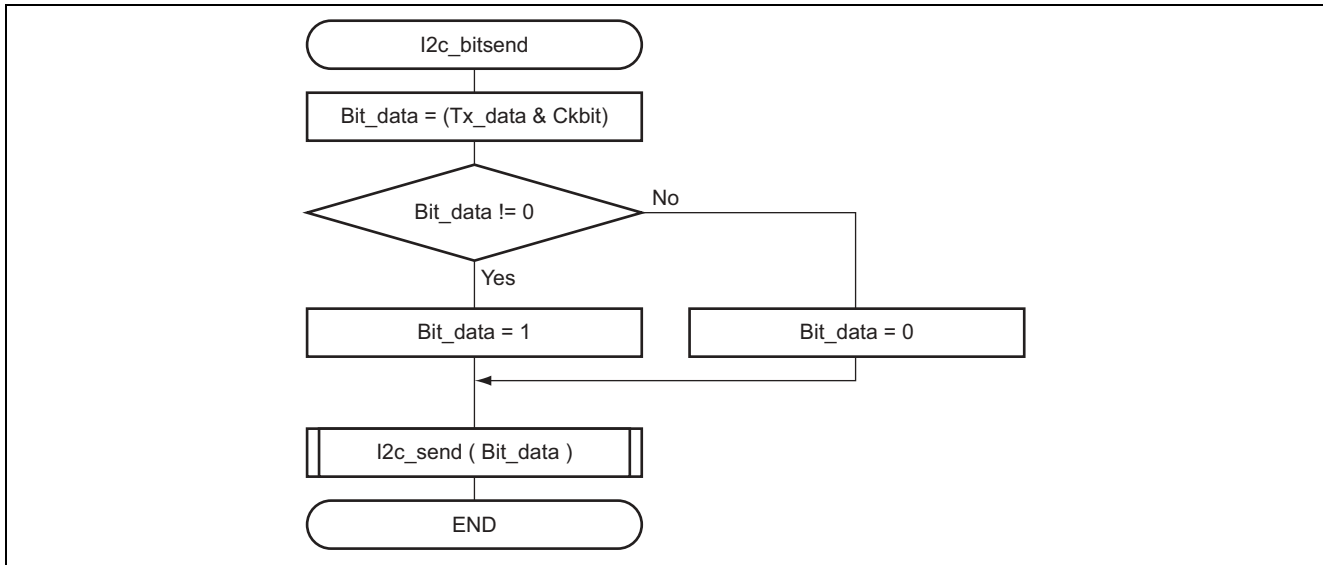 I2c_bitsend
Bit_data = (Tx_data & Ckbit)
Bit_data != 0
No
Yes
Bit_data = 1
Bit_data = 0
I2c_send ( Bit_data )
END